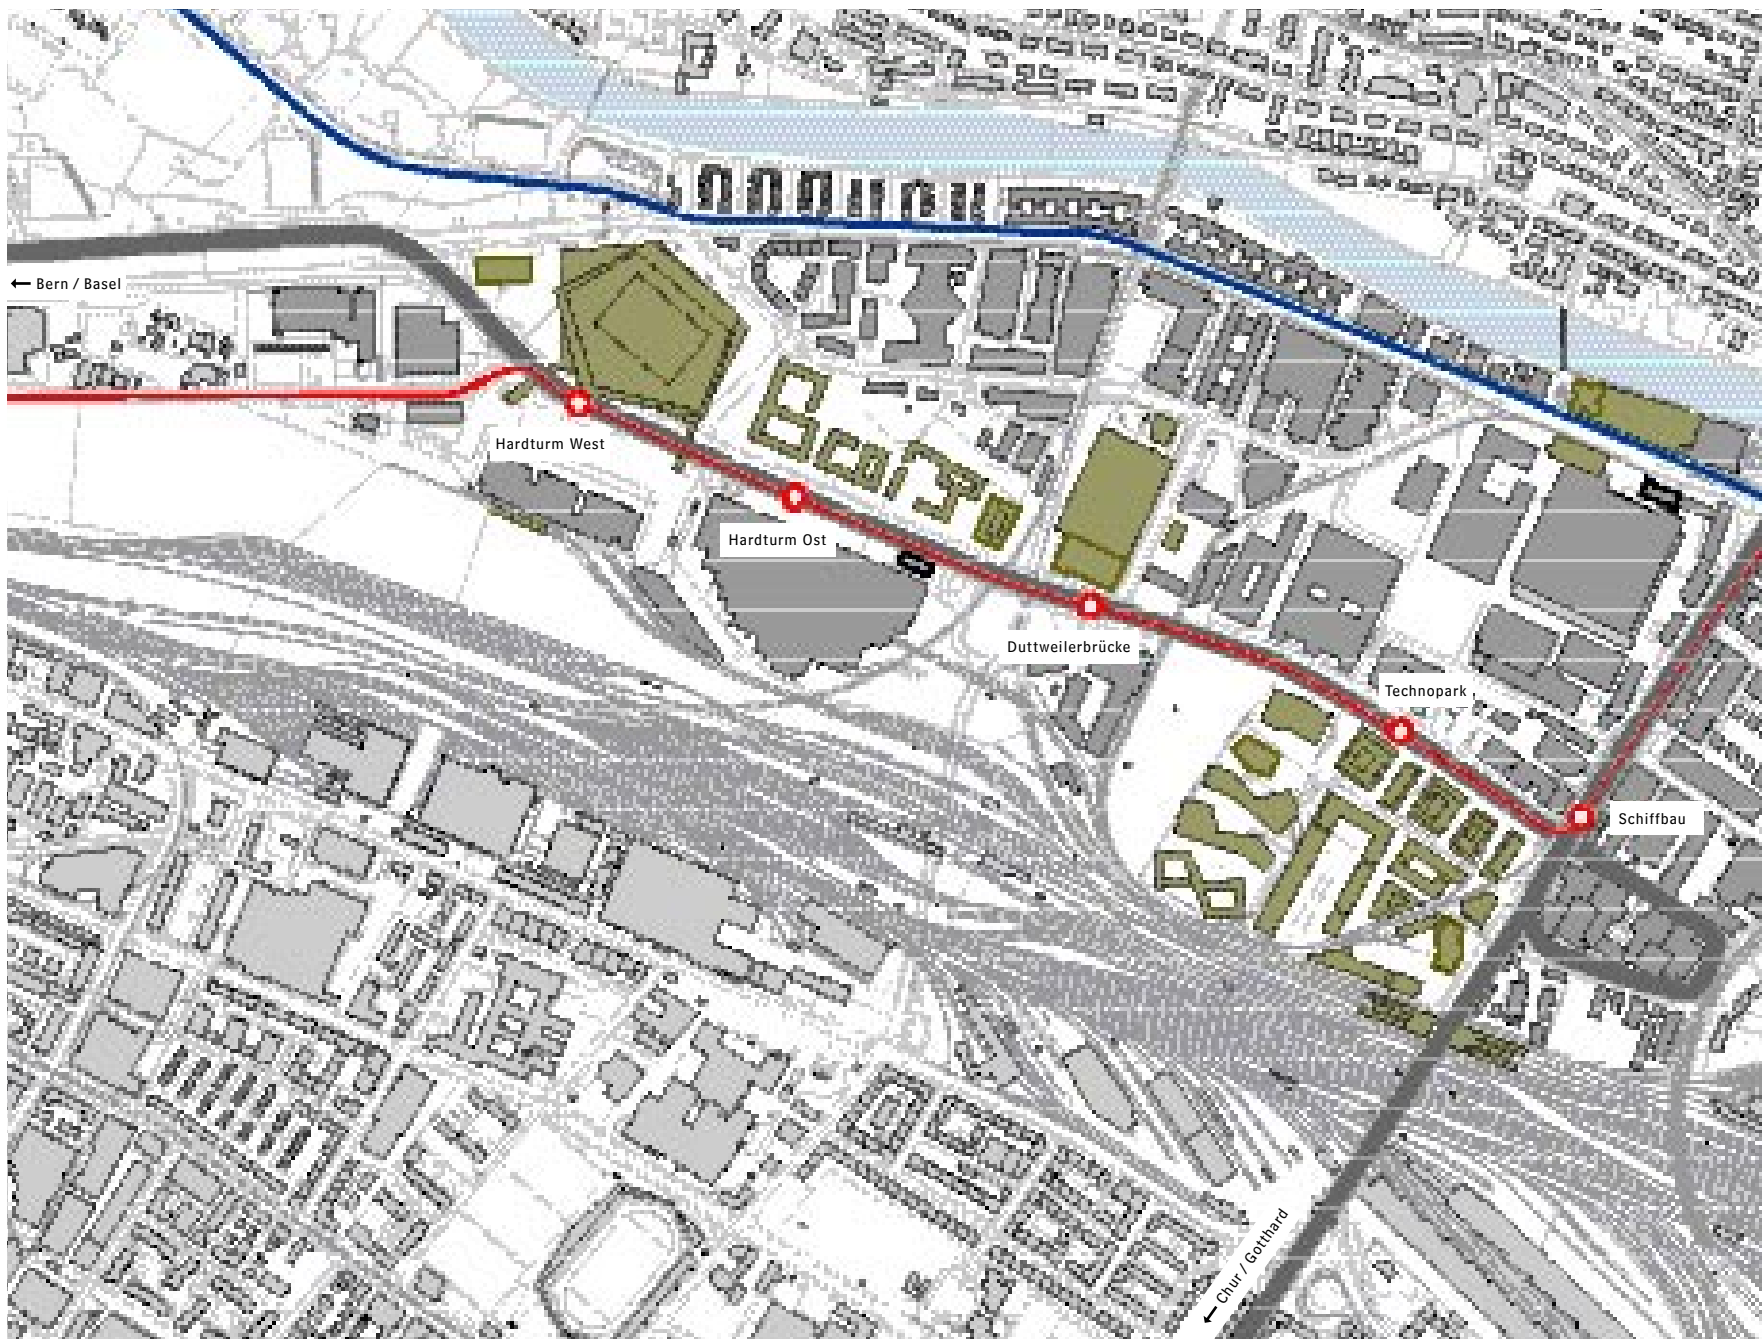 ← Bern / Basel
Hardturm West
Hardturm Ost
Duttweilerbrücke
Technopark
Schiffbau
← Chur / Gotthard